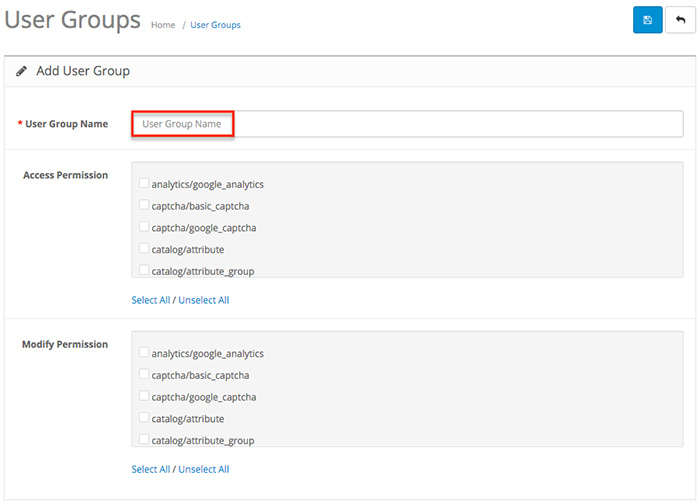 User Groups Home / User Groups
Add User Group
* User Group Name User Group Name
Access Permission
analytics/google_analytics
captcha/basic_captcha
captcha/google_captcha
catalog/attribute
catalog/attribute_group
Select All / Unselect All
Modify Permission
analytics/google_analytics
captcha/basic_captcha
captcha/google_captcha
catalog/attribute
catalog/attribute_group
Select All / Unselect All